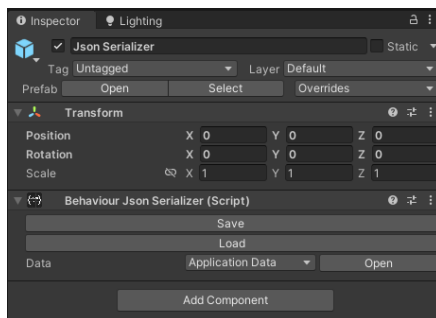 Inspector Lighting
Json Serializer Static
Tag Untagged Layer Default
Prefab Open Select Overrides
Transform
Position X 0 Y 0 Z 0
Rotation X 0 Y 0 Z 0
Scale X 1 Y 1 Z 1
Behaviour Json Serializer (Script)
Save
Load
Data Application Data Open
Add Component